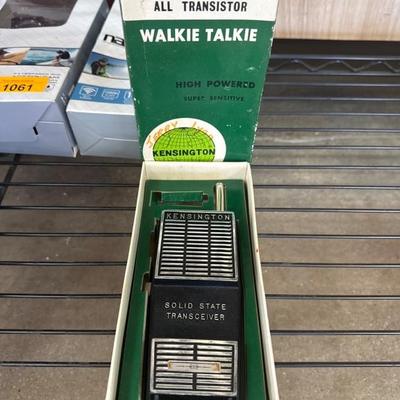 ALL TRANSISTOR
WALKIE TALKIE
HIGH POWERED
SUPER SENSITIVE
KENSINGTON
1061
KENSINGTON
SOLID STATE
TRANSCEIVER